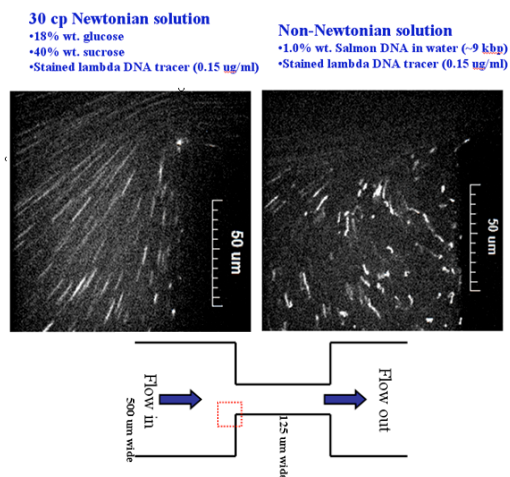 30 cp Newtonian solution
•18% wt. glucose
•40% wt. sucrose
•Stained lambda DNA tracer (0.15 ug/ml)
Non-Newtonian solution
•1.0% wt. Salmon DNA in water (~9 kbp)
•Stained lambda DNA tracer (0.15 ug/ml)
50 um
50 um
Flow in
500 um wide
125 um wide
Flow out